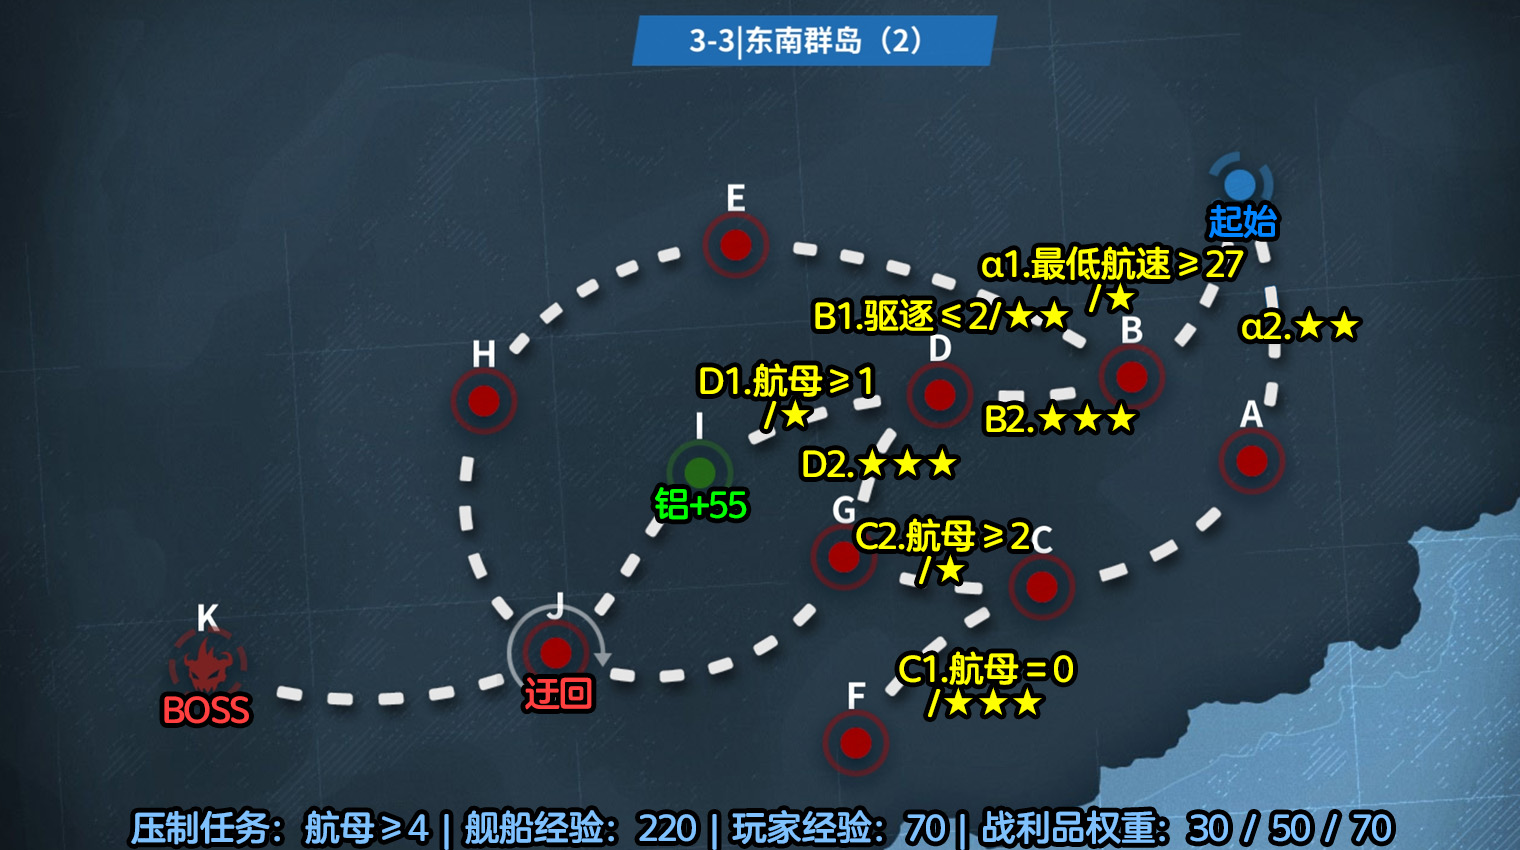 3-3|东南群岛（2）
E
起始
α1.最低航速≥27
/★
B1.驱逐≤2/★★
B
α2.★★
H
D
D1.航母≥1
/★
B2.★★★
A
I
D2.★★★
铝+55
G
C2.航母≥2
/★
C
J
K
C1.航母=0
/★★★
F
迂回
BOSS
压制任务：航母≥4 | 舰船经验：220 | 玩家经验：70 | 战利品权重：30 / 50 / 70